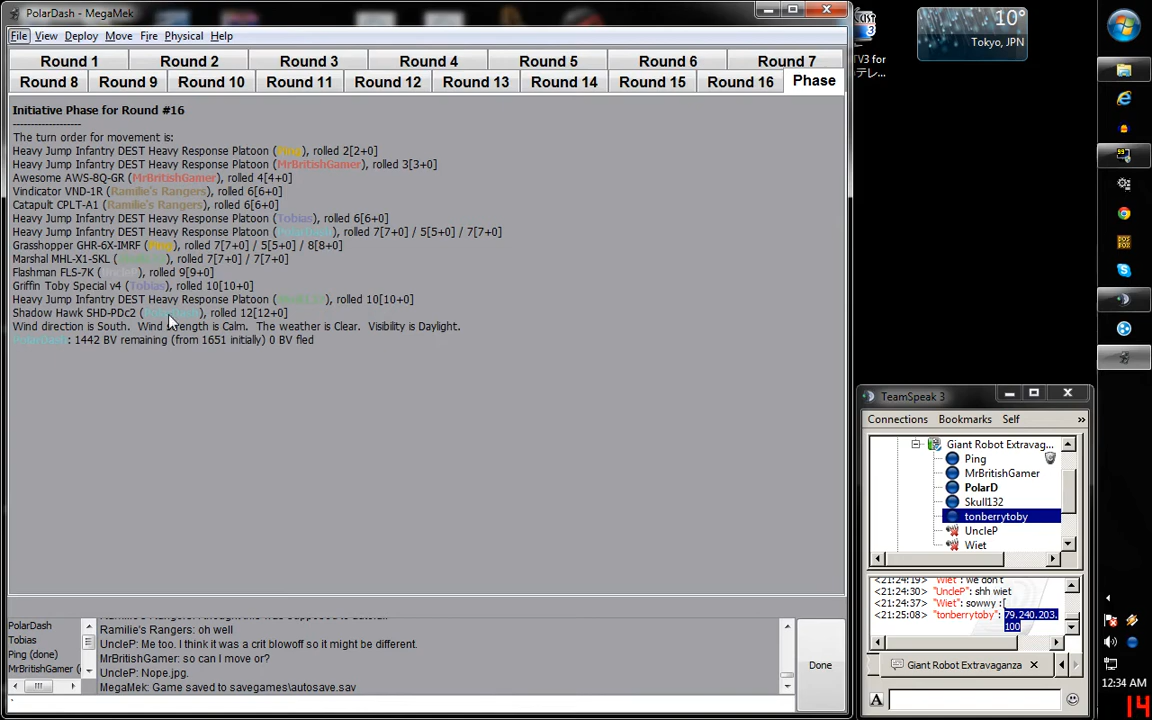 PolarDash - MegaMek
File View Deploy Move Fire Physical Help
Round 1 Round 2 Round 3 Round 4 Round 5 Round 6 Round 7
Round 8 Round 9 Round 10 Round 11 Round 12 Round 13 Round 14 Round 15 Round 16 Phase
Initiative Phase for Round #16
-------------------
The turn order for movement is:
Heavy Jump Infantry DEST Heavy Response Platoon (Ping), rolled 2[2+0]
Heavy Jump Infantry DEST Heavy Response Platoon (MrBritishGamer), rolled 3[3+0]
Awesome AWS-8Q-GR (MrBritishGamer), rolled 4[4+0]
Vindicator VND-1R (Ramilie's Rangers), rolled 6[6+0]
Catapult CPLT-A1 (Ramilie's Rangers), rolled 6[6+0]
Heavy Jump Infantry DEST Heavy Response Platoon (Tobias), rolled 6[6+0]
Heavy Jump Infantry DEST Heavy Response Platoon (PolarDash), rolled 7[7+0] / 5[5+0] / 7[7+0]
Grasshopper GHR-6X-IMRF (Ping), rolled 7[7+0] / 5[5+0] / 8[8+0]
Marshal MHL-X1-SKL ( ), rolled 7[7+0] / 7[7+0]
Flashman FLS-7K (UncleP), rolled 9[9+0]
Griffin Toby Special v4 (Tobias), rolled 10[10+0]
Heavy Jump Infantry DEST Heavy Response Platoon ( ), rolled 10[10+0]
Shadow Hawk SHD-PDc2 (PolarDash), rolled 12[12+0]
Wind direction is South. Wind strength is Calm. The weather is Clear. Visibility is Daylight.
PolarDash: 1442 BV remaining (from 1651 initially) 0 BV fled
PolarDash
Tobias
Ping (done)
MrBritishGamer (
Ramilie's Rangers: oh well
UncleP: Me too. I think it was a crit blowoff so it might be different.
MrBritishGamer: so can I move or?
UncleP: Nope.jpg.
MegaMek: Game saved to savegames\autosave.sav
Done
Cast
3
TV3 for
10°
Tokyo, JPN
TeamSpeak 3
Connections Bookmarks Self »
Giant Robot Extravag...
Ping
MrBritishGamer
PolarD
Skull132
tonberrytoby
UncleP
Wiet
<21:24:19> "Wiet": we don't
<21:24:30> "UncleP": shh wiet
<21:24:37> "Wiet": sowwy :[
<21:25:08> "tonberrytoby": 79.240.203.
100
Giant Robot Extravaganza
A
12:34 AM
14